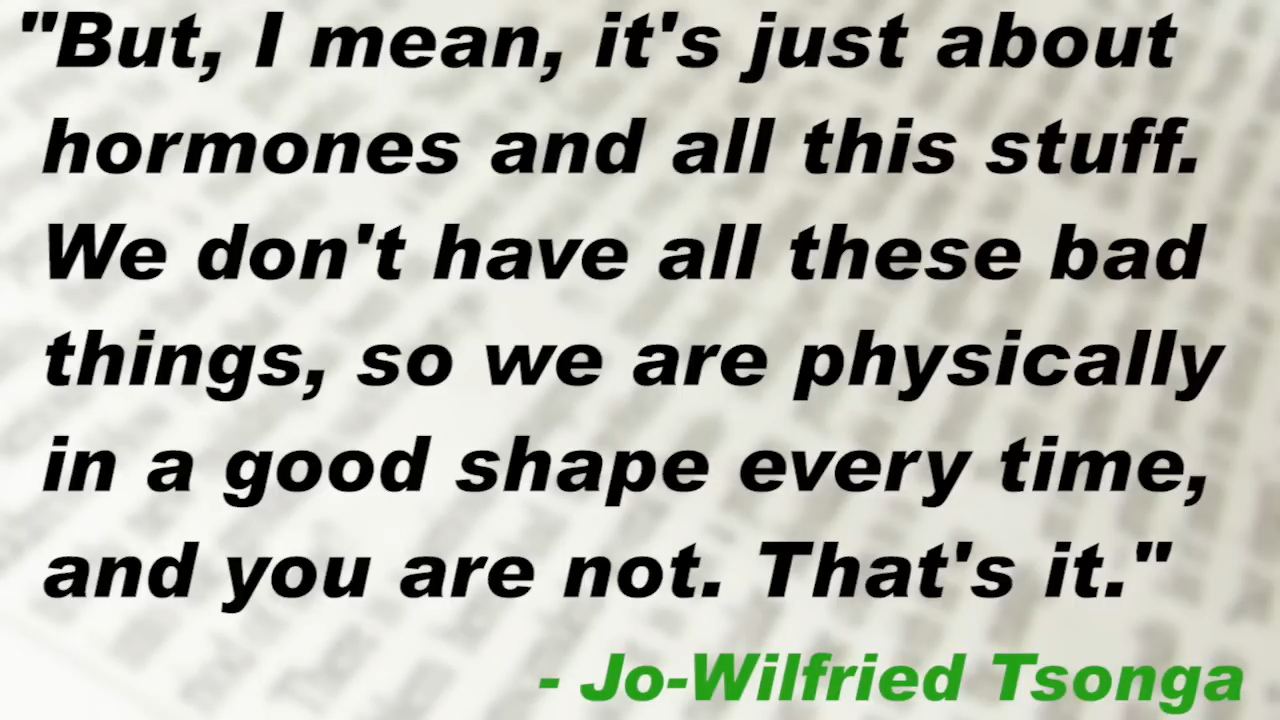 "But, I mean, it's just about
hormones and all this stuff.
We don't have all these bad
things, so we are physically
in a good shape every time,
and you are not. That's it."
- Jo-Wilfried Tsonga